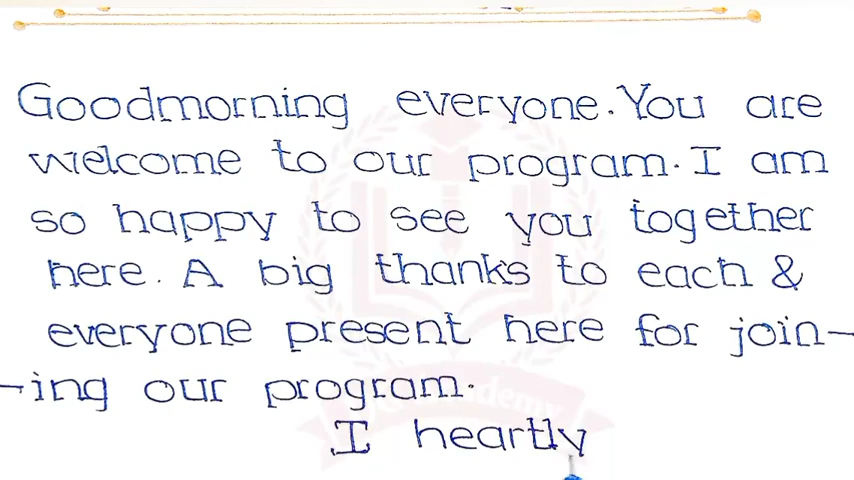 Goodmorning everyone. You are
welcome to our program. I am
so happy to see you together
here. A big thanks to each &
everyone present here for join-
-ing our program.
I heartly